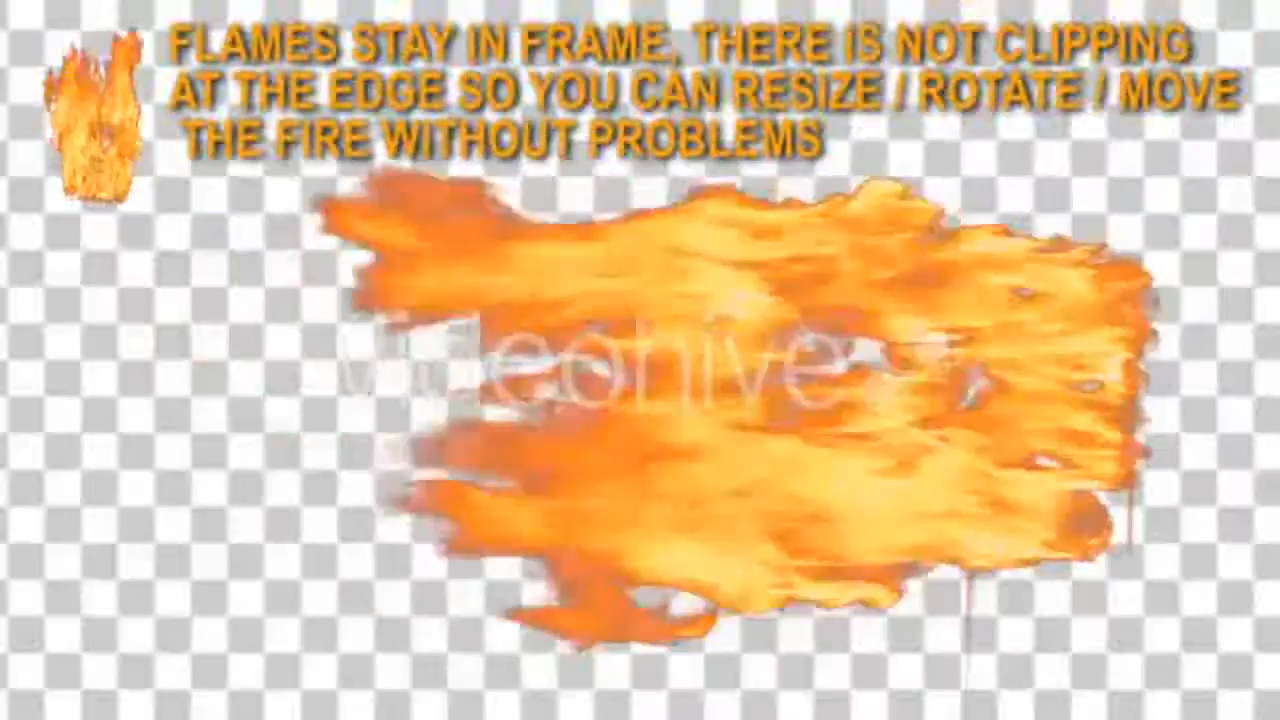 FLAMES STAY IN FRAME, THERE IS NOT CLIPPING
AT THE EDGE SO YOU CAN RESIZE / ROTATE / MOVE
THE FIRE WITHOUT PROBLEMS
videohive